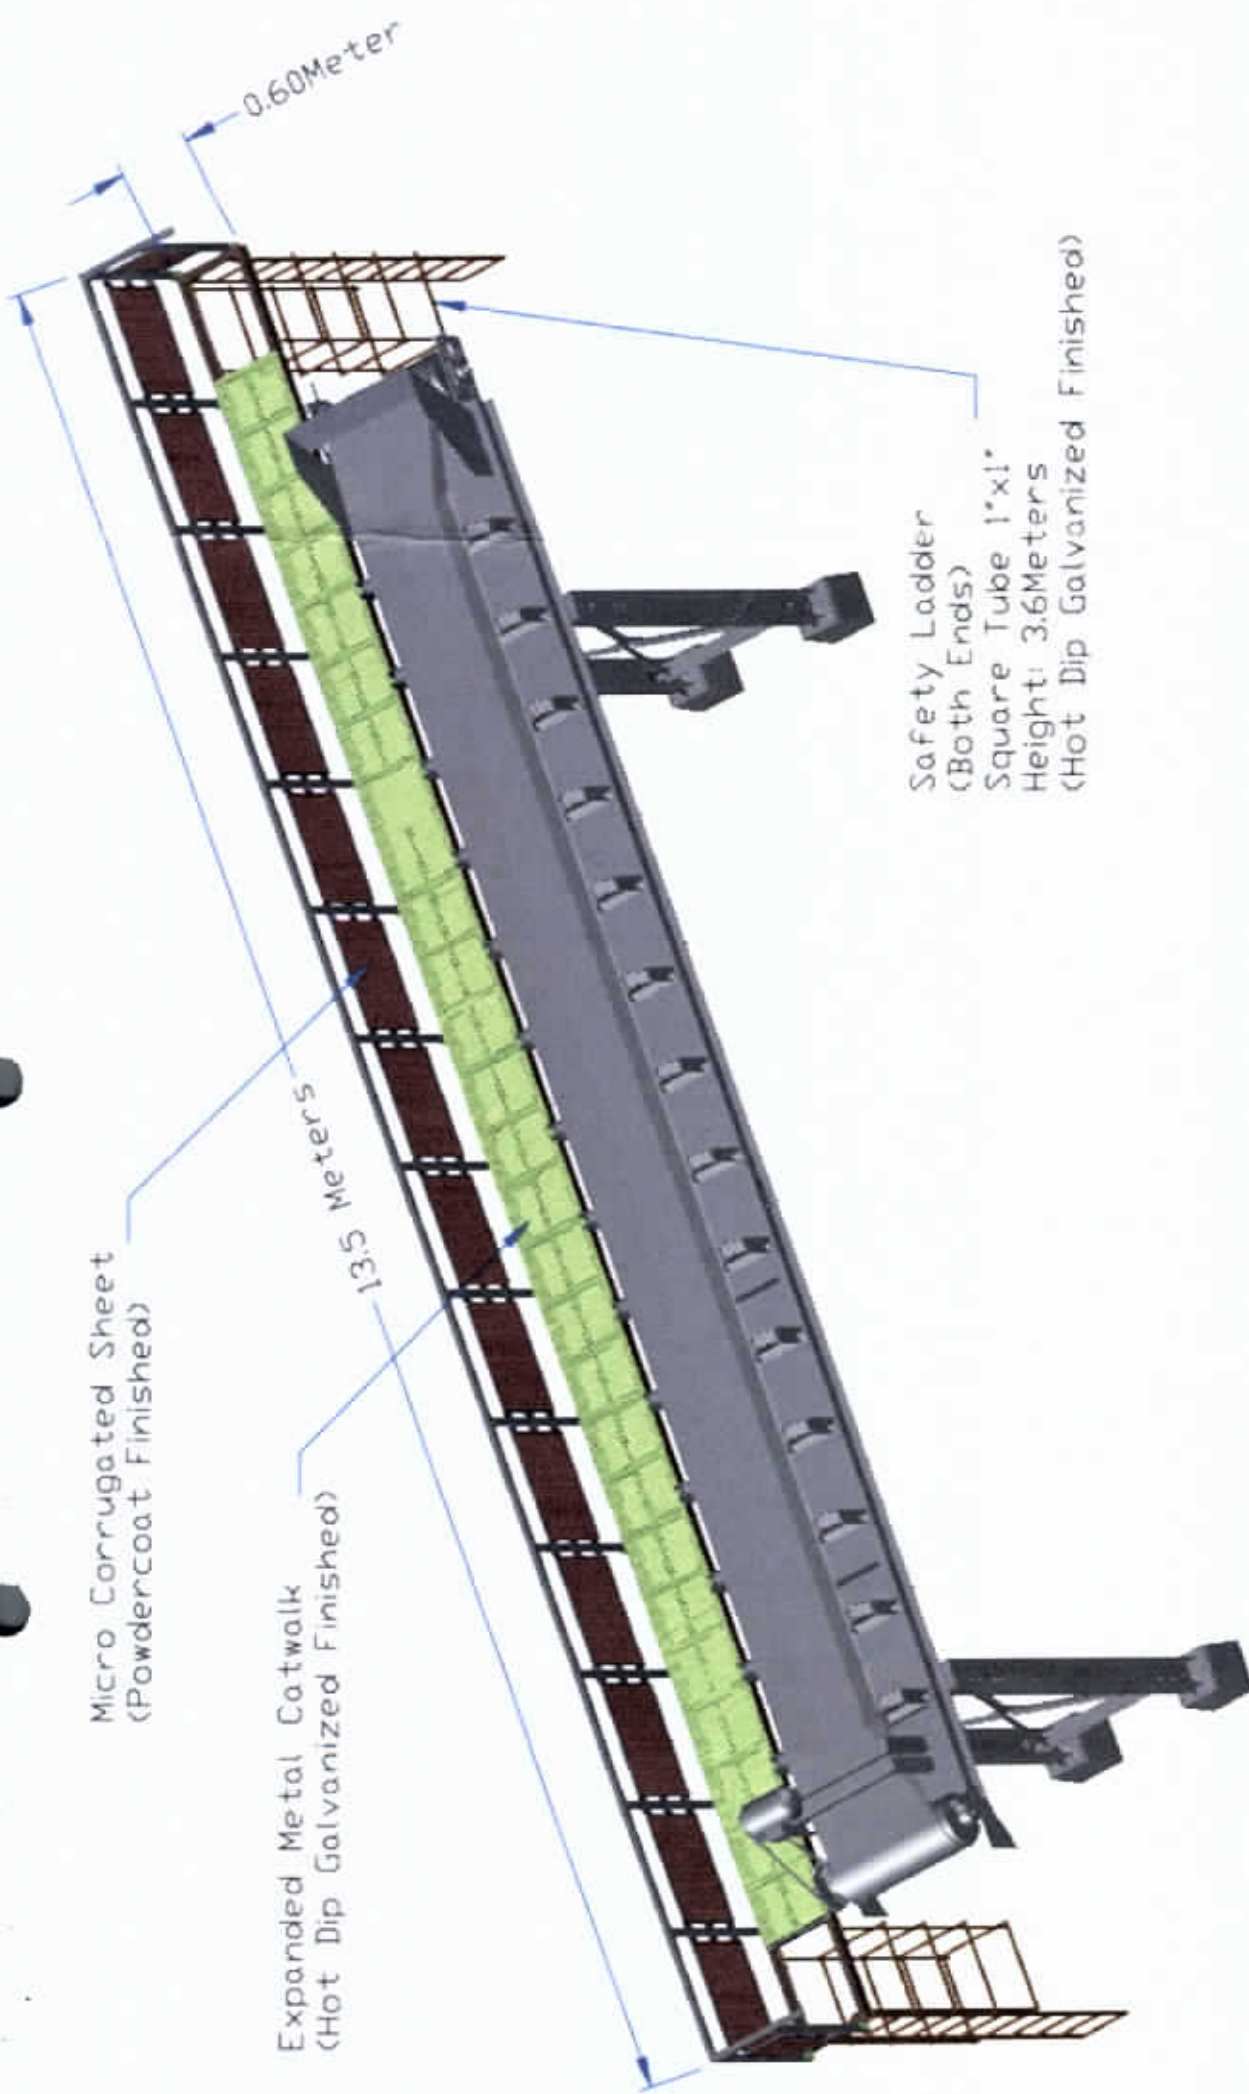 Micro Corrugated Sheet
(Powdercoat Finished)
Expanded Metal Catwalk
(Hot Dip Galvanized Finished)
13.5 Meters
0.60Meter
Safety Ladder
(Both Ends)
Square Tube 1"x1"
Height: 3.6Meters
(Hot Dip Galvanized Finished)